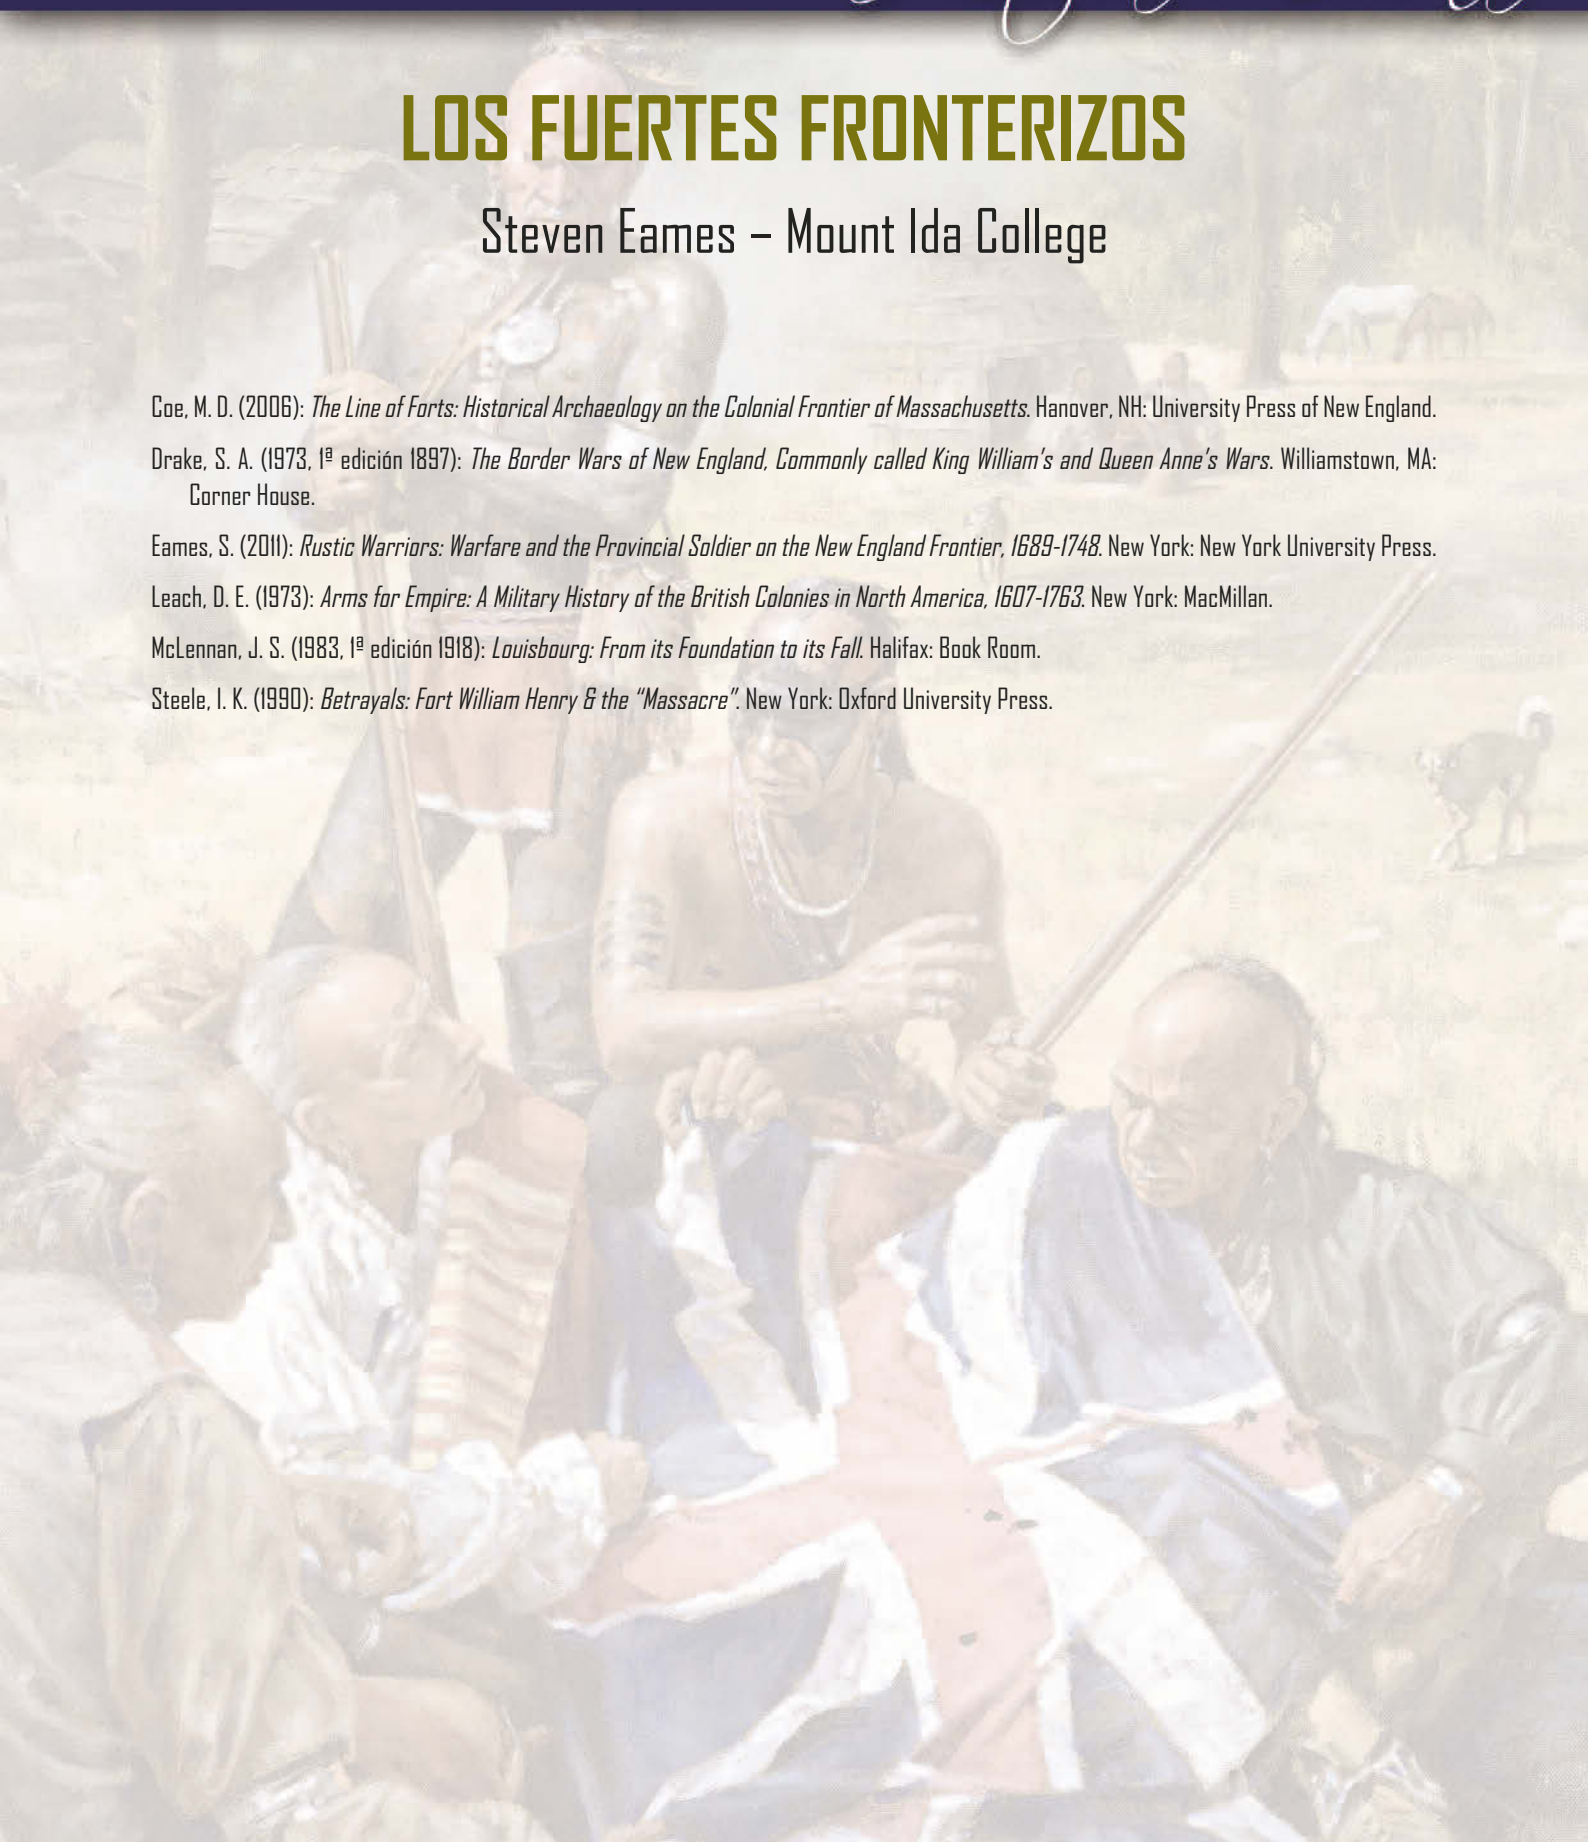 LOS FUERTES FRONTERIZOS
Steven Eames – Mount Ida College
Coe, M. D. (2006): The Line of Forts: Historical Archaeology on the Colonial Frontier of Massachusetts. Hanover, NH: University Press of New England.
Drake, S. A. (1973, 1ª edición 1897): The Border Wars of New England, Commonly called King William's and Queen Anne's Wars. Williamstown, MA:
Corner House.
Eames, S. (2011): Rustic Warriors: Warfare and the Provincial Soldier on the New England Frontier, 1689-1748. New York: New York University Press.
Leach, D. E. (1973): Arms for Empire: A Military History of the British Colonies in North America, 1607-1763. New York: MacMillan.
McLennan, J. S. (1983, 1ª edición 1918): Louisbourg: From its Foundation to its Fall. Halifax: Book Room.
Steele, I. K. (1990): Betrayals: Fort William Henry & the “Massacre”. New York: Oxford University Press.